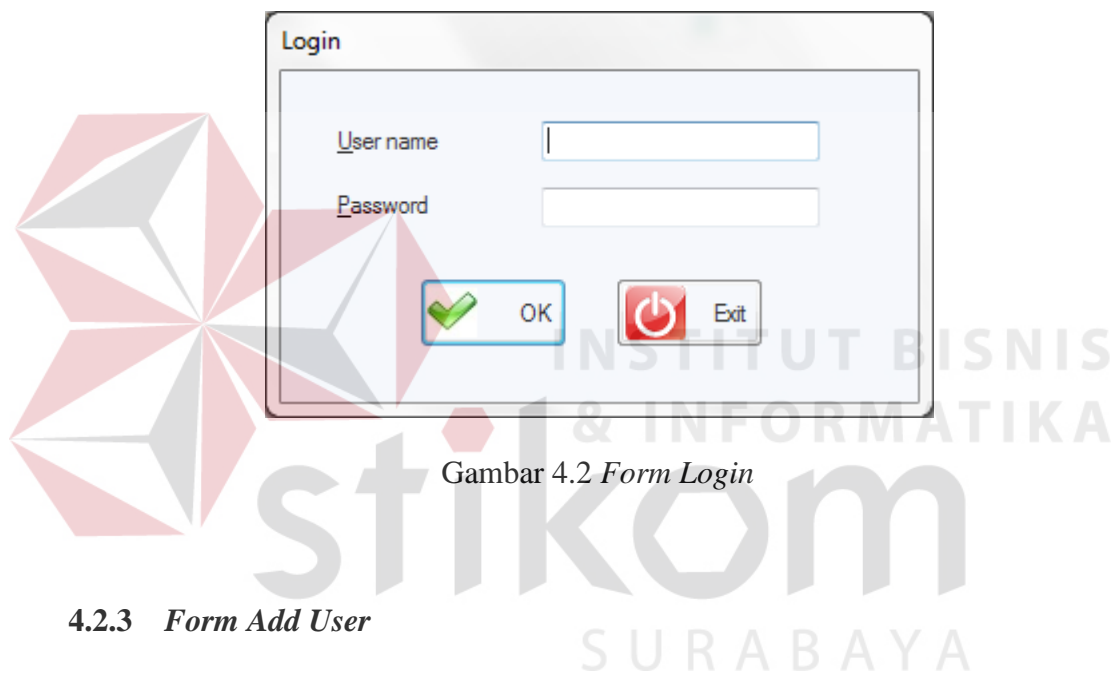 Login
User name
Password
OK
Exit
INSTITUT BISNIS
& INFORMATIKA
Gambar 4.2 Form Login
stikom
4.2.3 Form Add User
SURABAYA